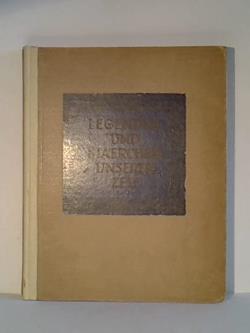 LEGENDEN
UND
MAERCHEN
UNSERER
ZEIT